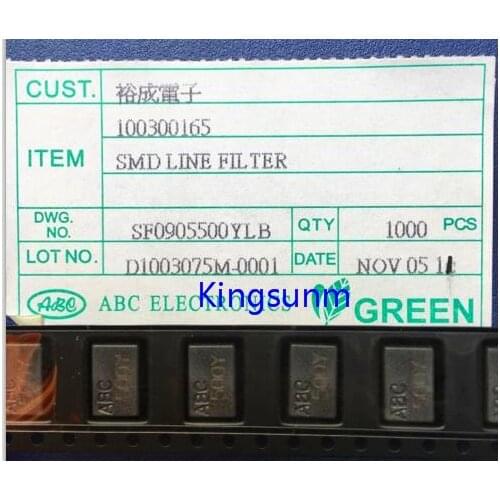 CUST. 裕成電子
100300165
ITEM SMD LINE FILTER
DWG. NO. SF0905500YLB QTY 1000 PCS
LOT NO. D1003075M-0001 DATE NOV 05 11
ABC ABC ELECTRONICS GREEN
Kingsunm
ABC 500Y
ABC 500Y
ABC 500Y
ABC 500Y